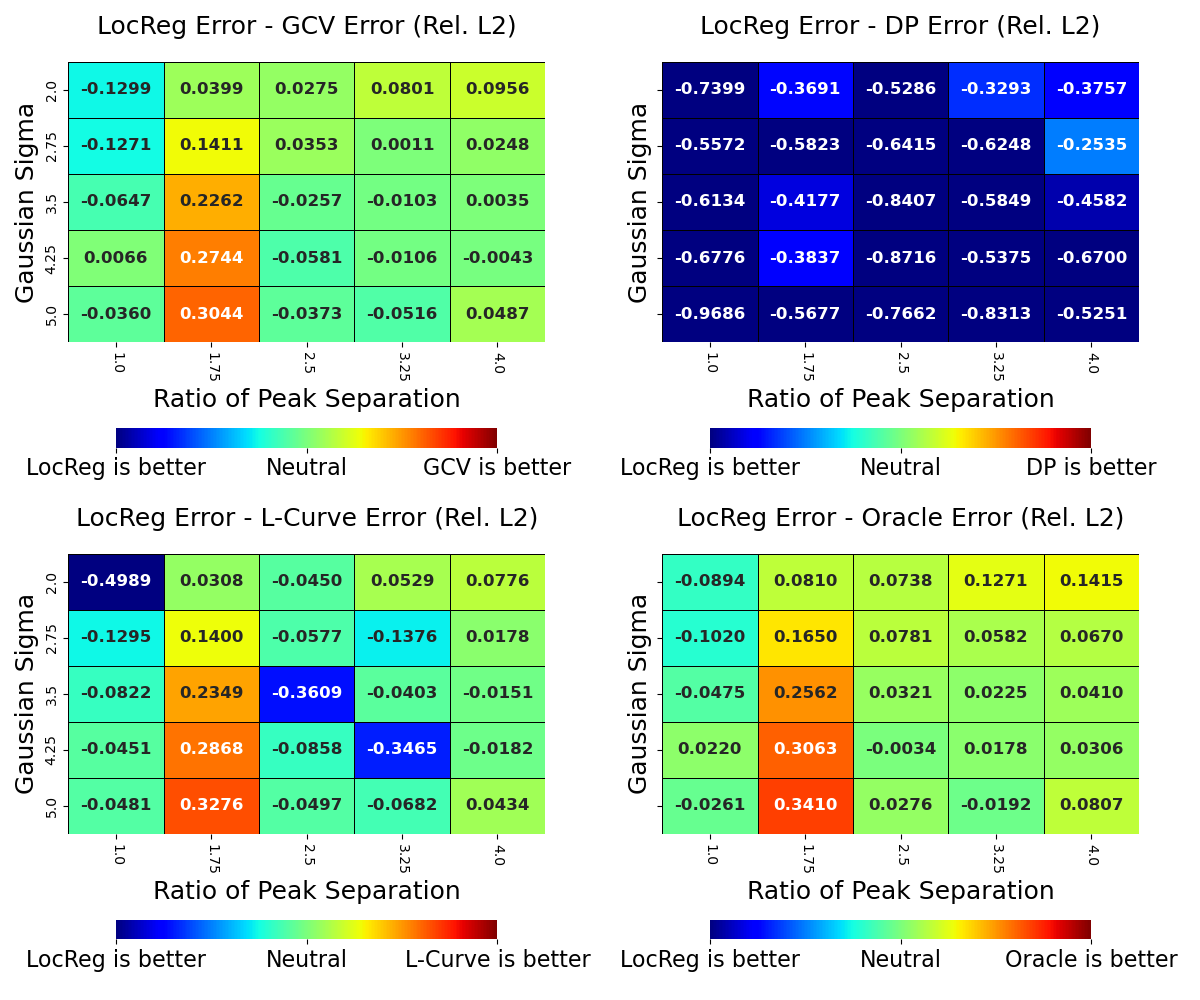 LocReg Error - GCV Error (Rel. L2)
Gaussian Sigma
2.0 -0.1299 0.0399 0.0275 0.0801 0.0956
2.75 -0.1271 0.1411 0.0353 0.0011 0.0248
3.5 -0.0647 0.2262 -0.0257 -0.0103 0.0035
4.25 0.0066 0.2744 -0.0581 -0.0106 -0.0043
5.0 -0.0360 0.3044 -0.0373 -0.0516 0.0487
1.0 1.75 2.5 3.25 4.0
Ratio of Peak Separation
LocReg is better Neutral GCV is better
LocReg Error - DP Error (Rel. L2)
Gaussian Sigma
-0.7399 -0.3691 -0.5286 -0.3293 -0.3757
-0.5572 -0.5823 -0.6415 -0.6248 -0.2535
-0.6134 -0.4177 -0.8407 -0.5849 -0.4582
-0.6776 -0.3837 -0.8716 -0.5375 -0.6700
-0.9686 -0.5677 -0.7662 -0.8313 -0.5251
1.0 1.75 2.5 3.25 4.0
Ratio of Peak Separation
LocReg is better Neutral DP is better
LocReg Error - L-Curve Error (Rel. L2)
Gaussian Sigma
2.0 -0.4989 0.0308 -0.0450 0.0529 0.0776
2.75 -0.1295 0.1400 -0.0577 -0.1376 0.0178
3.5 -0.0822 0.2349 -0.3609 -0.0403 -0.0151
4.25 -0.0451 0.2868 -0.0858 -0.3465 -0.0182
5.0 -0.0481 0.3276 -0.0497 -0.0682 0.0434
1.0 1.75 2.5 3.25 4.0
Ratio of Peak Separation
LocReg is better Neutral L-Curve is better
LocReg Error - Oracle Error (Rel. L2)
Gaussian Sigma
-0.0894 0.0810 0.0738 0.1271 0.1415
-0.1020 0.1650 0.0781 0.0582 0.0670
-0.0475 0.2562 0.0321 0.0225 0.0410
0.0220 0.3063 -0.0034 0.0178 0.0306
-0.0261 0.3410 0.0276 -0.0192 0.0807
1.0 1.75 2.5 3.25 4.0
Ratio of Peak Separation
LocReg is better Neutral Oracle is better